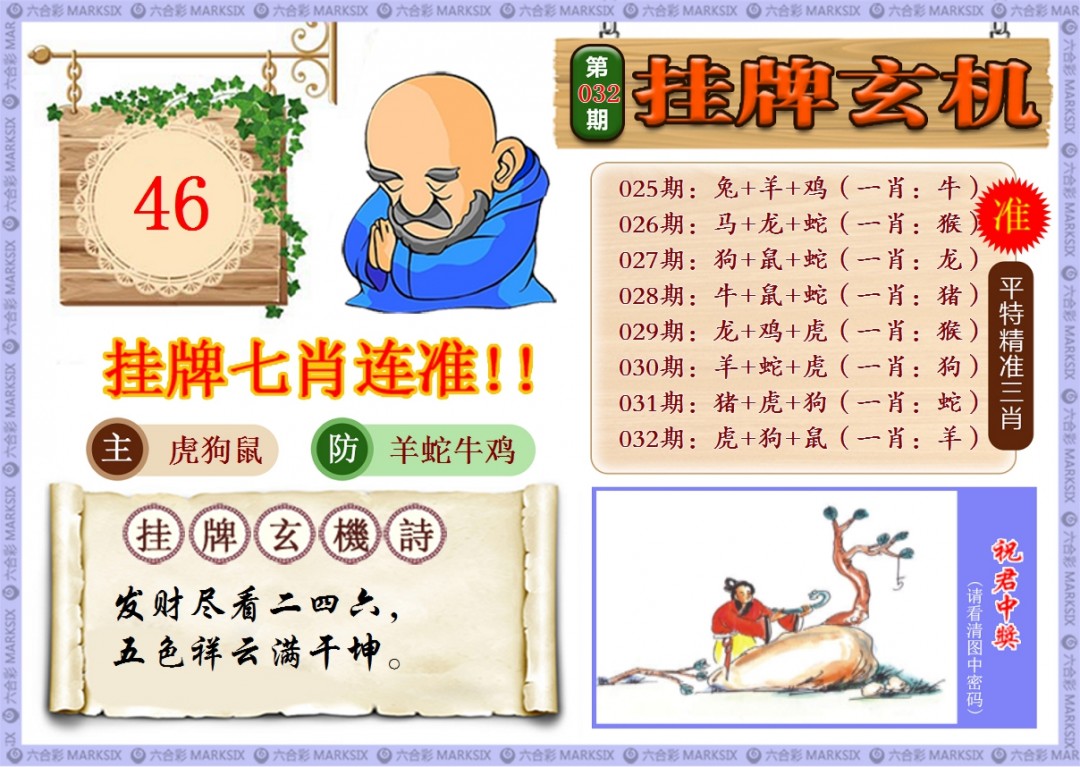 六合彩 MARKSIX
46
挂牌七肖连准!!
主 虎狗鼠
防 羊蛇牛鸡
挂牌玄機詩
发财尽看二四六，
五色祥云满干坤。
第032期
挂牌玄机
025期：兔+羊+鸡（一肖：牛）
026期：马+龙+蛇（一肖：猴）
027期：狗+鼠+蛇（一肖：龙）
028期：牛+鼠+蛇（一肖：猪）
029期：龙+鸡+虎（一肖：猴）
030期：羊+蛇+虎（一肖：狗）
031期：猪+虎+狗（一肖：蛇）
032期：虎+狗+鼠（一肖：羊）
准
平特精准三肖
祝君中奖
（请看清图中密码）
5